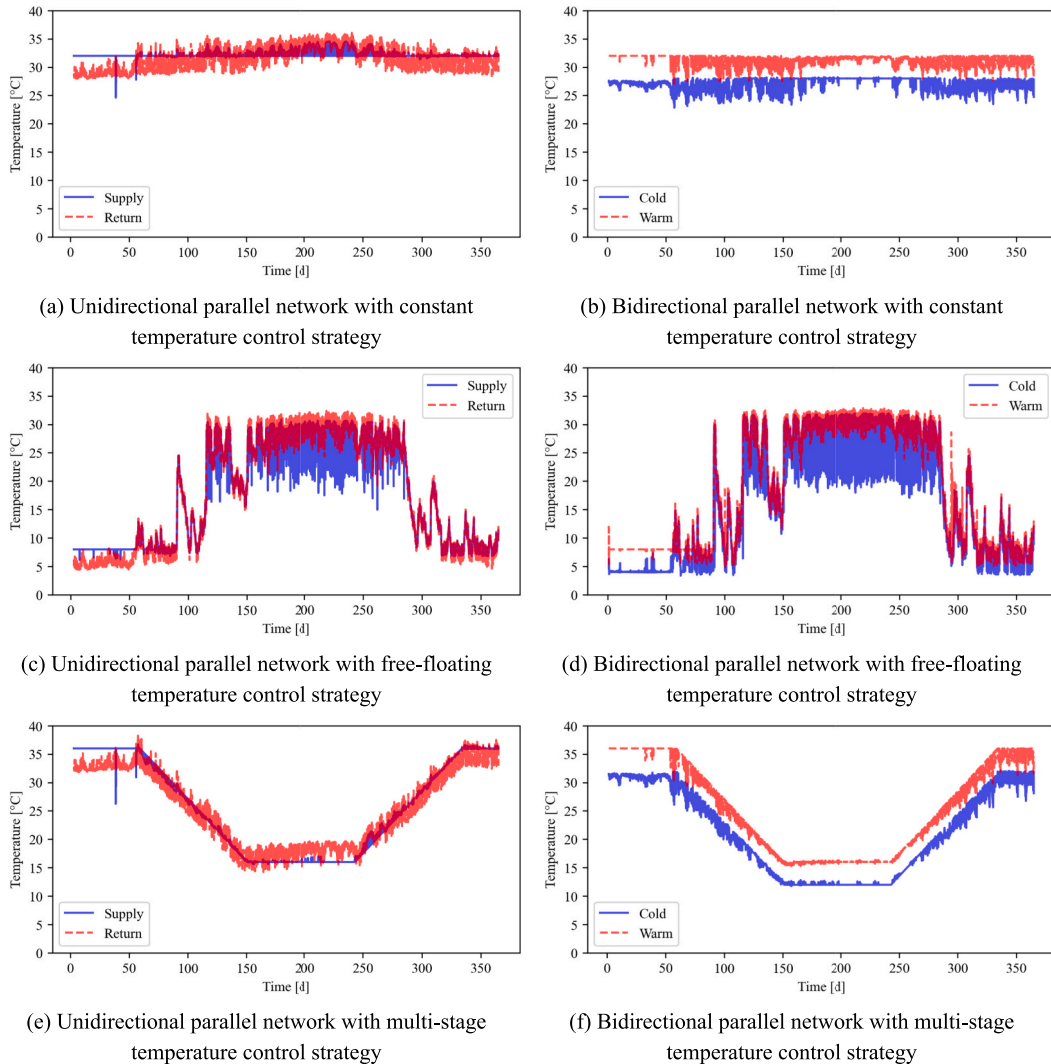 40
35
30
25
20
15
10
5
0
Temperature [°C]
Supply
Return
0 50 100 150 200 250 300 350
Time [d]
(a) Unidirectional parallel network with constant
temperature control strategy
40
35
30
25
20
15
10
5
0
Temperature [°C]
Cold
Warm
0 50 100 150 200 250 300 350
Time [d]
(b) Bidirectional parallel network with constant
temperature control strategy
40
35
30
25
20
15
10
5
0
Temperature [°C]
Supply
Return
0 50 100 150 200 250 300 350
Time [d]
(c) Unidirectional parallel network with free-floating
temperature control strategy
40
35
30
25
20
15
10
5
0
Temperature [°C]
Cold
Warm
0 50 100 150 200 250 300 350
Time [d]
(d) Bidirectional parallel network with free-floating
temperature control strategy
40
35
30
25
20
15
10
5
0
Temperature [°C]
Supply
Return
0 50 100 150 200 250 300 350
Time [d]
(e) Unidirectional parallel network with multi-stage
temperature control strategy
40
35
30
25
20
15
10
5
0
Temperature [°C]
Cold
Warm
0 50 100 150 200 250 300 350
Time [d]
(f) Bidirectional parallel network with multi-stage
temperature control strategy